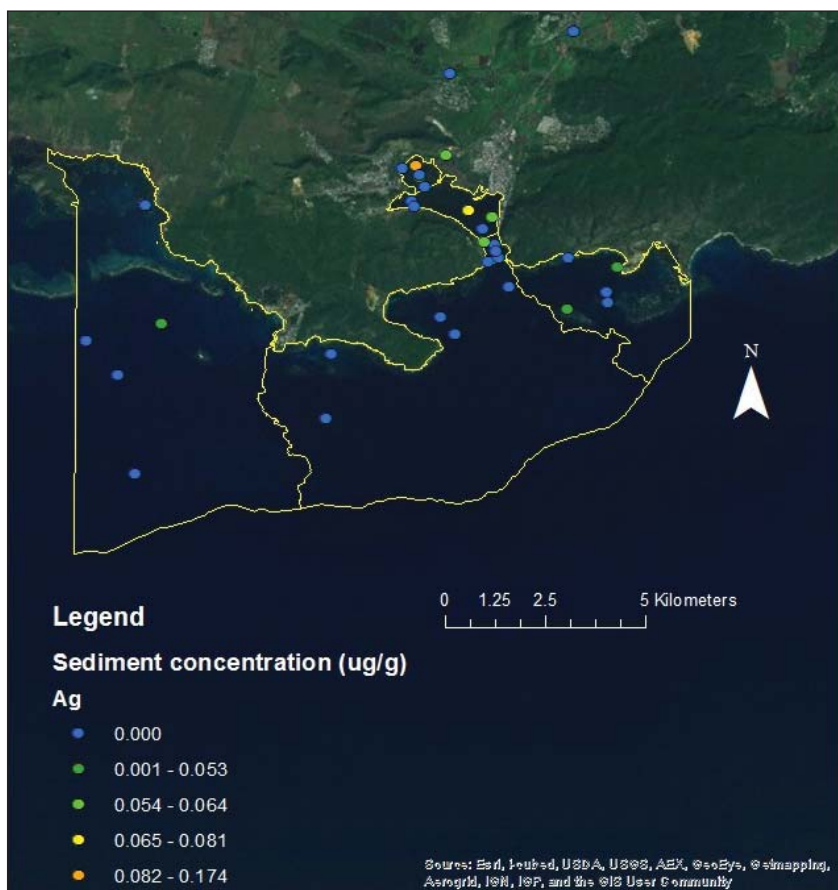 N
0 1.25 2.5 5 Kilometers
Legend
Sediment concentration (ug/g)
Ag
0.000
0.001 - 0.053
0.054 - 0.064
0.065 - 0.081
0.082 - 0.174
Source: Esri, i-cubed, USDA, USGS, AEX, GeoEye, Getmapping,
Aerogrid, IGN, IGP, and the GIS User Community